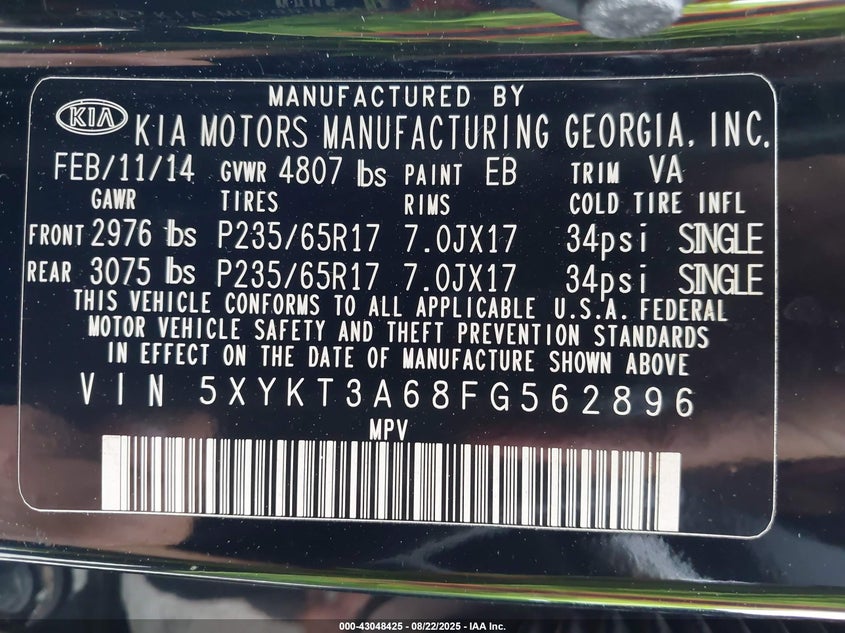 MANUFACTURED BY
KIA KIA MOTORS MANUFACTURING GEORGIA, INC.
FEB/11/14 GVWR 4807 lbs PAINT EB TRIM VA
GAWR TIRES RIMS COLD TIRE INFL
FRONT 2976 lbs P235/65R17 7.0JX17 34psi SINGLE
REAR 3075 lbs P235/65R17 7.0JX17 34psi SINGLE
THIS VEHICLE CONFORMS TO ALL APPLICABLE U.S.A. FEDERAL
MOTOR VEHICLE SAFETY AND THEFT PREVENTION STANDARDS
IN EFFECT ON THE DATE OF MANUFACTURE SHOWN ABOVE
VIN 5XYKT3A68FG562896
MPV
000-43048425 - 08/22/2025 - IAA Inc.